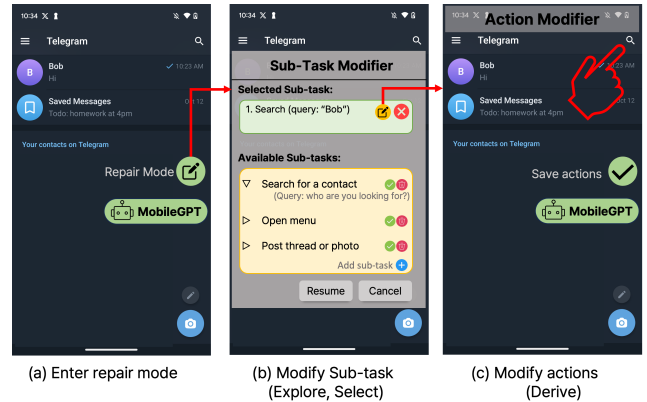 10:34
Telegram
Bob
10:23 AM
Hi
Saved Messages
Oct 12
Todo: homework at 4pm
Your contacts on Telegram
Repair Mode
MobileGPT
(a) Enter repair mode
10:34
Telegram
Sub-Task Modifier
Selected Sub-task:
1. Search (query: “Bob”)
Available Sub-tasks:
Search for a contact
(Query: who are you looking for?)
Open menu
Post thread or photo
Add sub-task
Resume
Cancel
(b) Modify Sub-task
(Explore, Select)
10:34
Action Modifier
Telegram
B
Bob
23 AM
Hi
Saved Messages
Oct 12
Todo: homework at 4pm
Your contacts on Telegram
Save actions
MobileGPT
(c) Modify actions
(Derive)